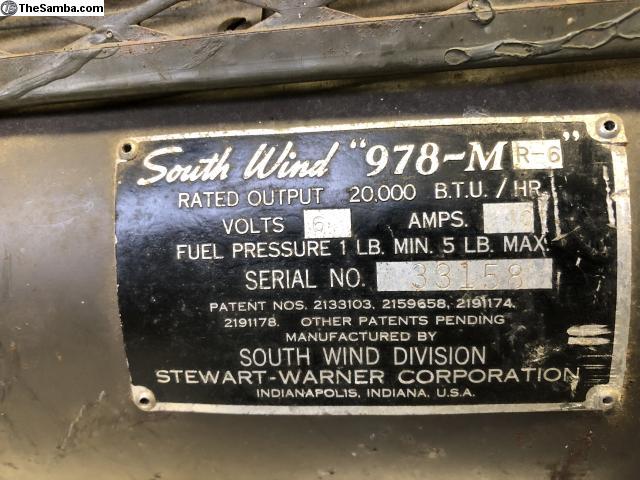 TheSamba.com
South Wind "978-M R-6"
RATED OUTPUT 20,000 B.T.U./HR.
VOLTS 6 AMPS.
FUEL PRESSURE 1 LB. MIN. 5 LB. MAX.
SERIAL NO. 33158
PATENT NOS. 2133103, 2159658, 2191174,
2191178. OTHER PATENTS PENDING
MANUFACTURED BY
SOUTH WIND DIVISION
STEWART-WARNER CORPORATION
INDIANAPOLIS, INDIANA, U.S.A.